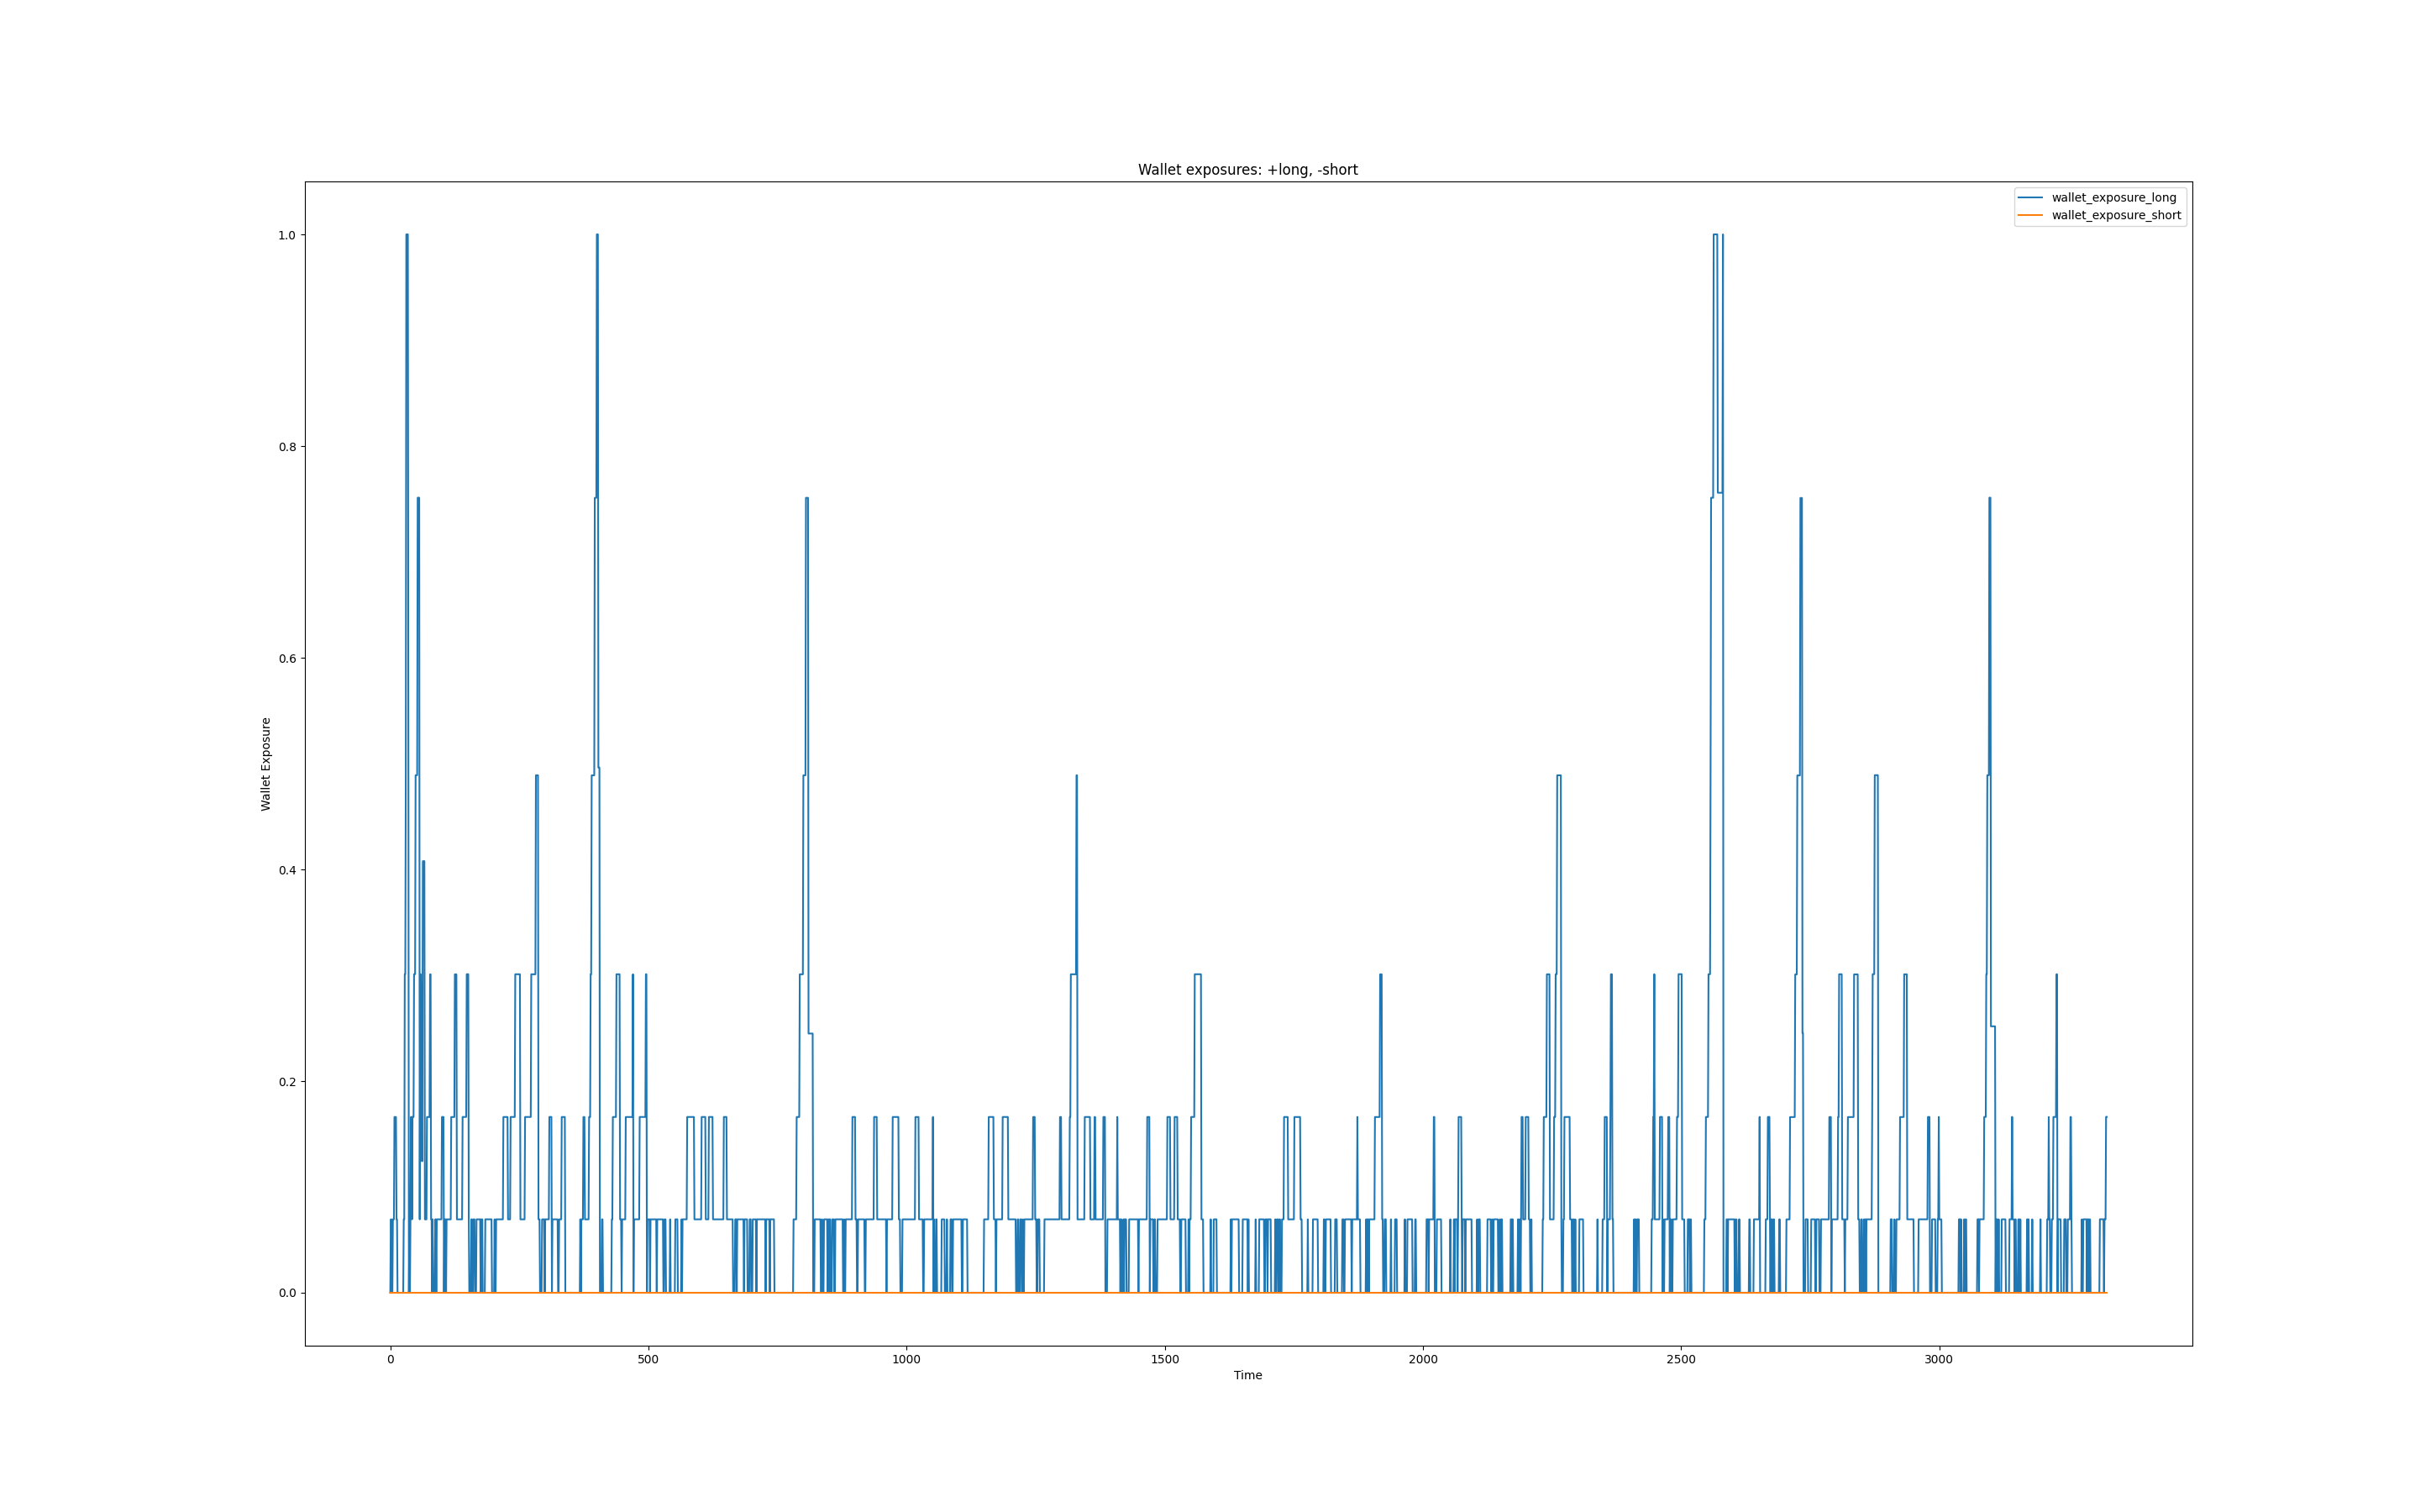 Wallet exposures: +long, -short
wallet_exposure_long
wallet_exposure_short
1.0
0.8
0.6
0.4
0.2
0.0
Wallet Exposure
0 500 1000 1500 2000 2500 3000
Time